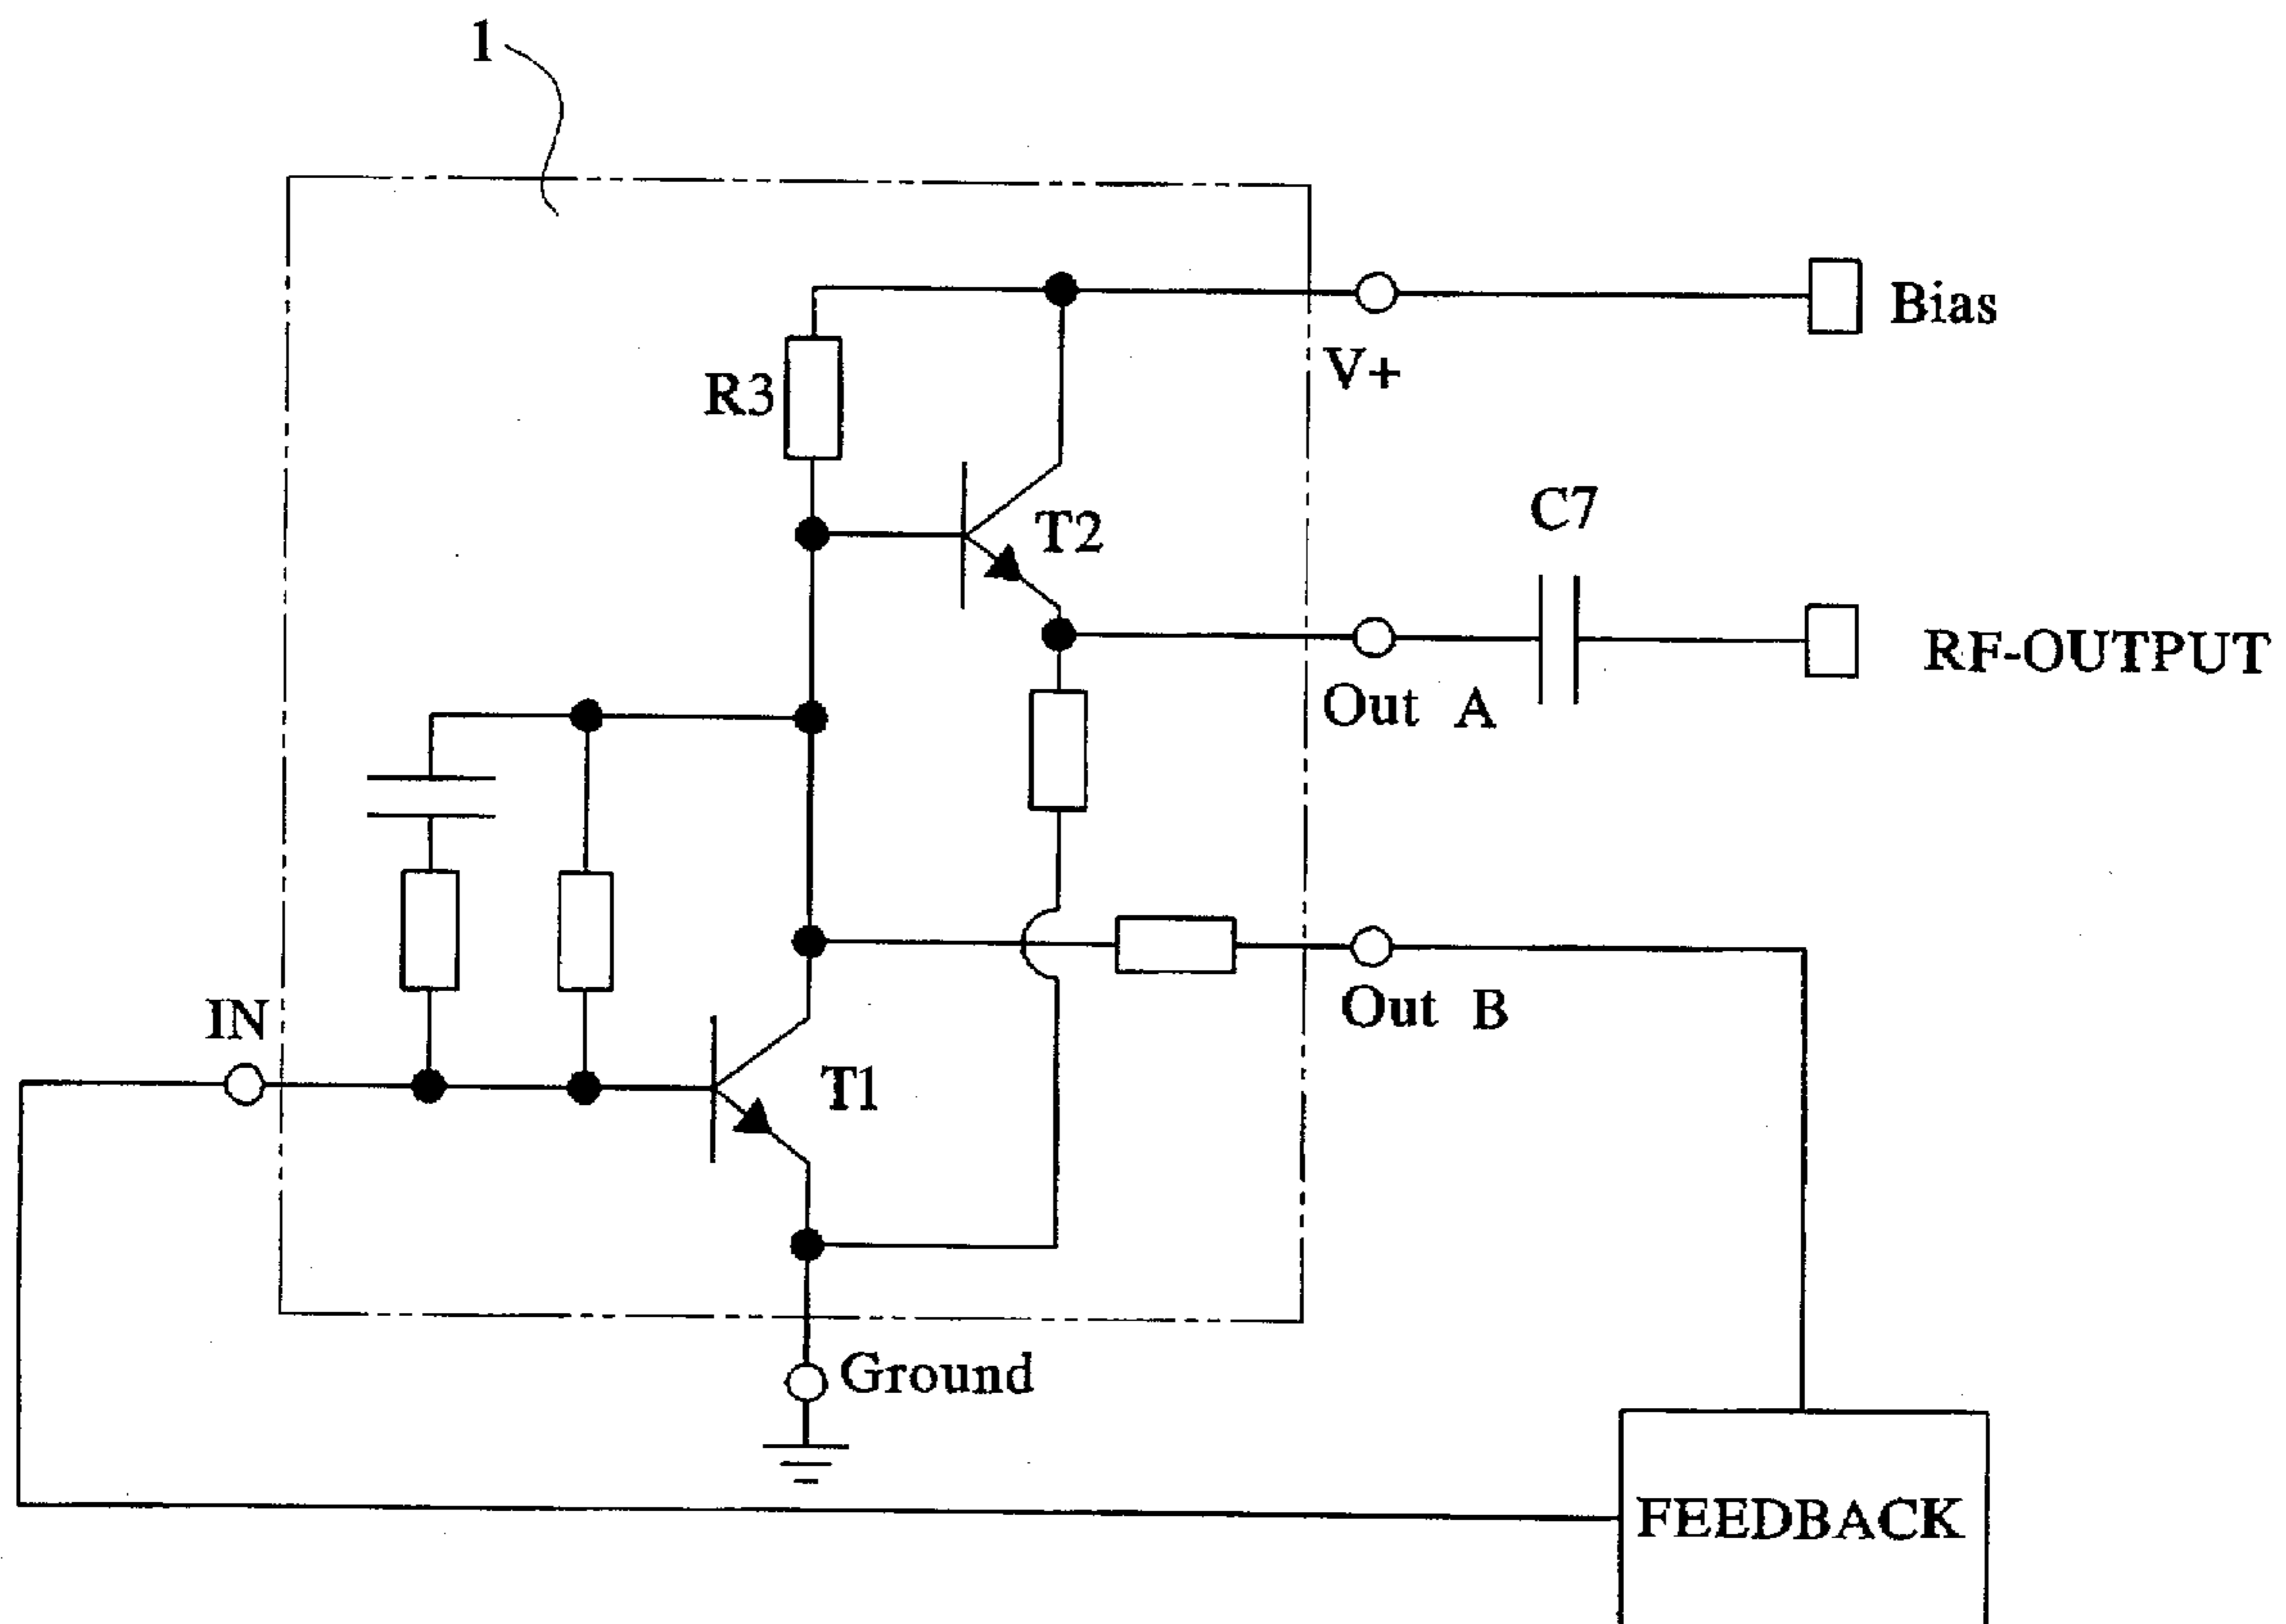 1
Bias
V+
R3
C7
T2
RF-OUTPUT
Out A
IN
Out B
T1
Ground
FEEDBACK